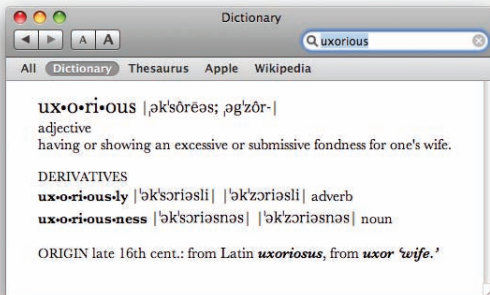 Dictionary
A A uxorious
All Dictionary Thesaurus Apple Wikipedia
ux•o•ri•ous |ˌəkˈsôrēəs; ˌəgˈzôr-|
adjective
having or showing an excessive or submissive fondness for one's wife.
DERIVATIVES
ux•o•ri•ous•ly |ˈəkˈsɔriəsli| |ˈəkˈzɔriəsli| adverb
ux•o•ri•ous•ness |ˈəkˈsɔriəsnəs| |ˈəkˈzɔriəsnəs| noun
ORIGIN late 16th cent.: from Latin uxoriosus, from uxor ‘wife.’